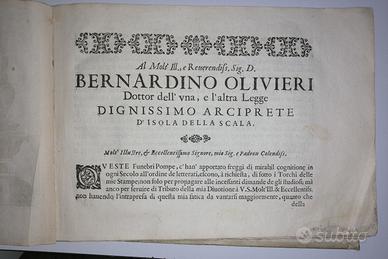 Al Molt' Ill., e Reverendiss. Sig. D.
BERNARDINO OLIVIERI
Dottor dell' vna, e l'altra Legge
DIGNISSIMO ARCIPRETE
D'ISOLA DELLA SCALA.
Molt' Illustre, & Eccellentissimo Signore, mio Sig. e Padron Colendiss.
QVESTE Funebri Pompe, c'han' apportato freggi di mirabil cognitione in
ogni Secolo all'ordine de letterati, escono, à richiesta, di sotto i Torchi delle
mie Stampe; non solo per propagare alle incessanti dimande de gli studiosi; mà
anco per seruire di Tributo della mia Diuotione à V.S. Molt'Ill. & Eccellentiss.
non hauendo l'intrapresa di questa mia fatica da vantarsi maggiormente, quanto che
della
subito.it